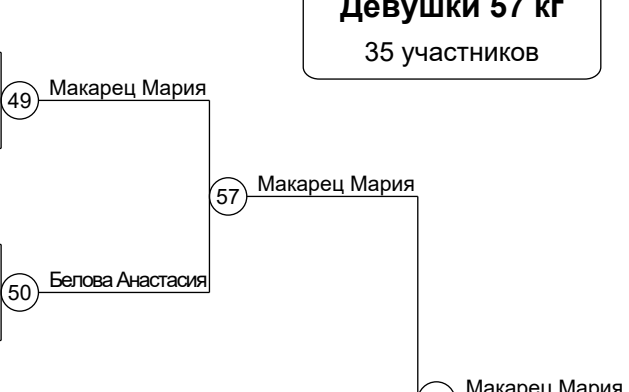 Девушки 57 кг
35 участников
49 Макарец Мария
57 Макарец Мария
50 Белова Анастасия
Макарец Мария